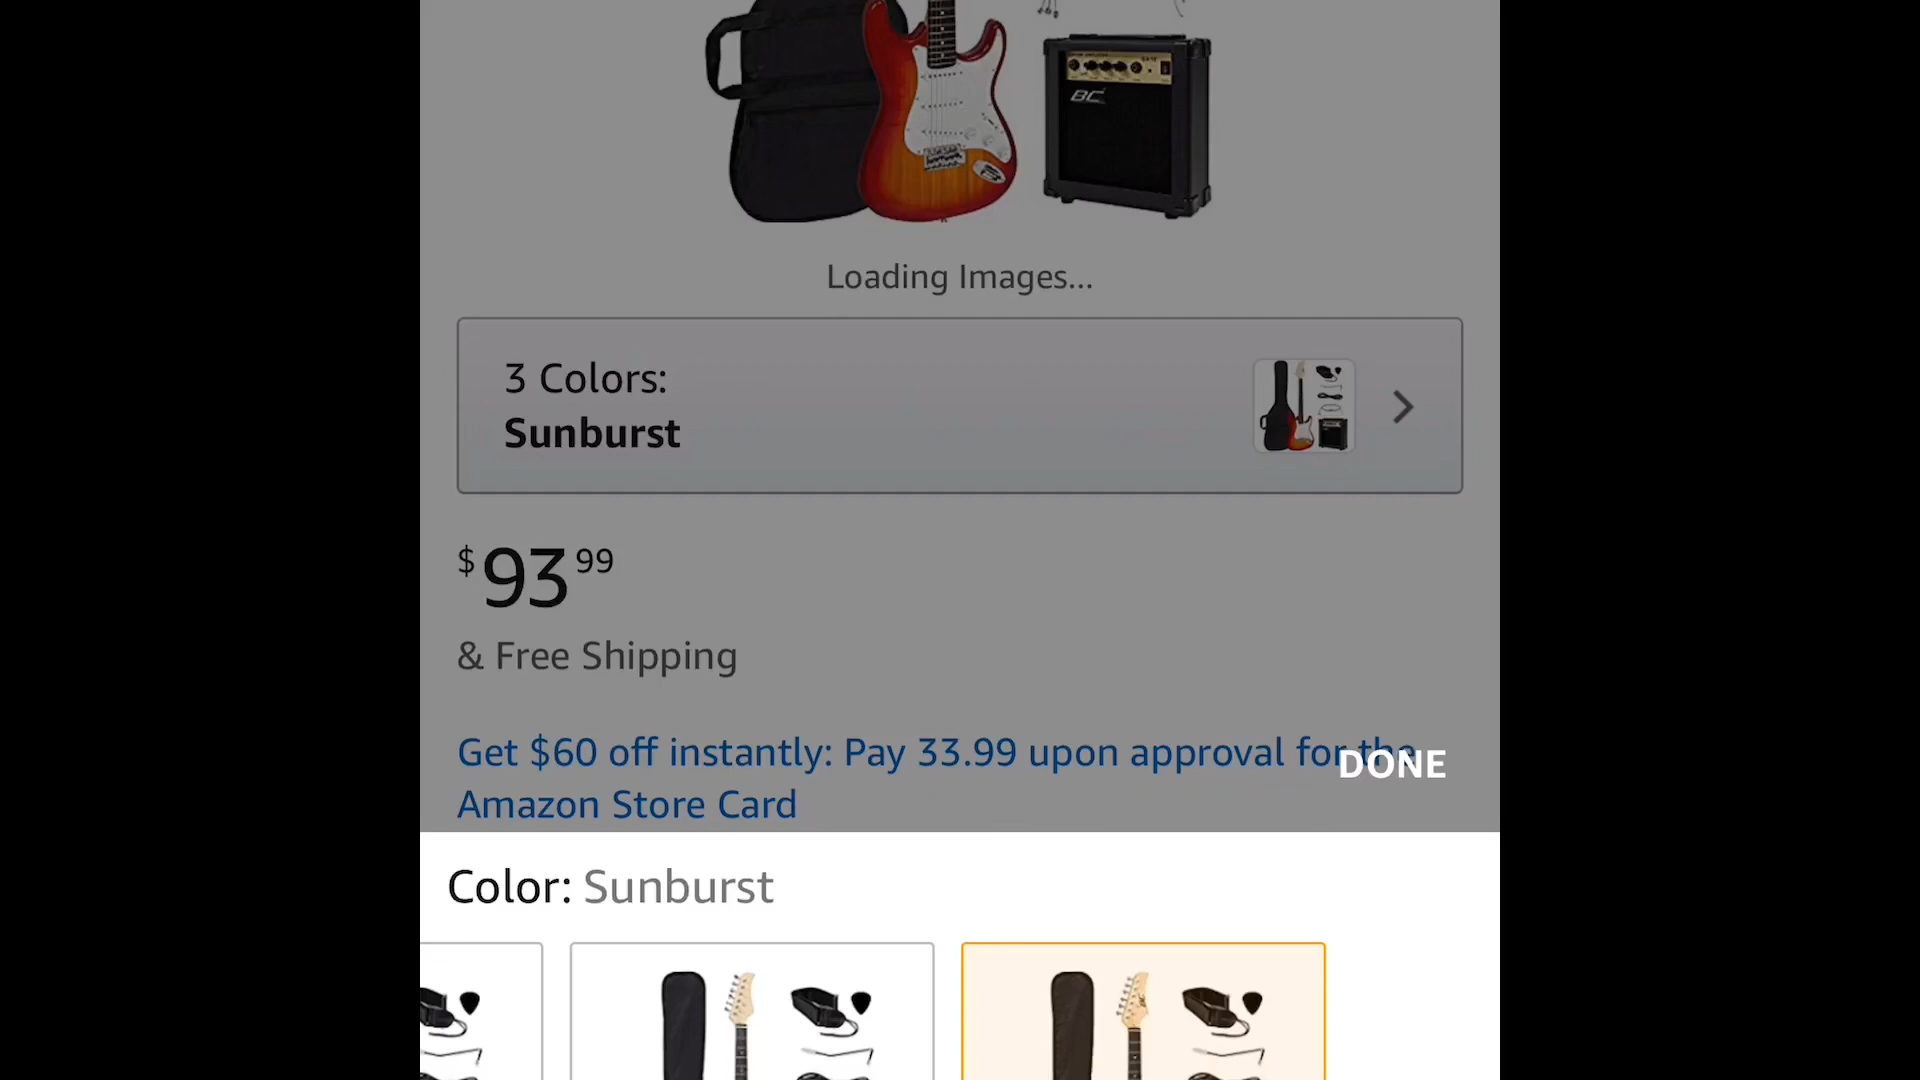 BC
Loading Images...
3 Colors:
Sunburst
$93 99
& Free Shipping
Get $60 off instantly: Pay 33.99 upon approval for the
Amazon Store Card
DONE
Color: Sunburst